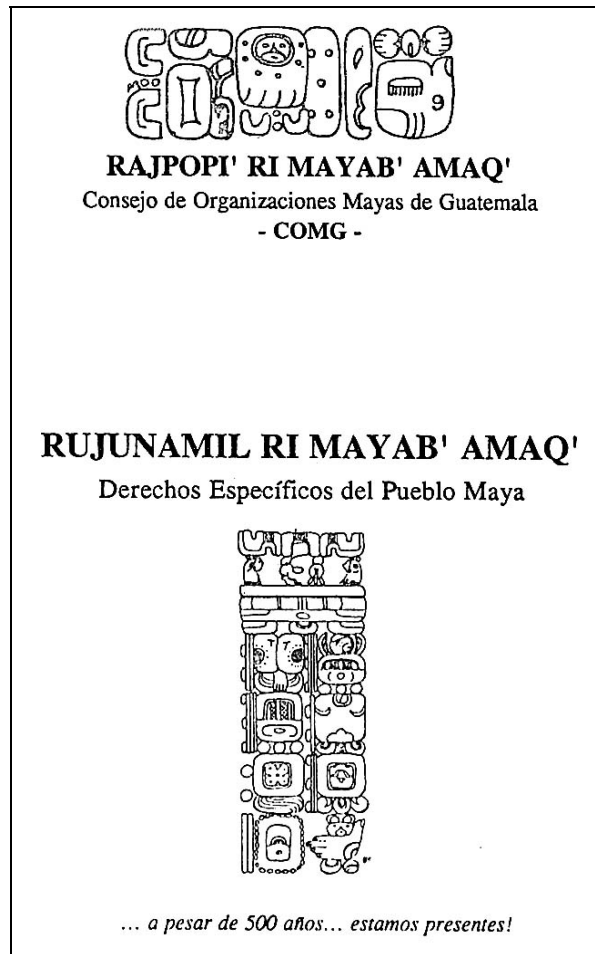 RAJPOPI' RI MAYAB' AMAQ'
Consejo de Organizaciones Mayas de Guatemala
- COMG -
RUJUNAMIL RI MAYAB' AMAQ'
Derechos Específicos del Pueblo Maya
... a pesar de 500 años... estamos presentes!